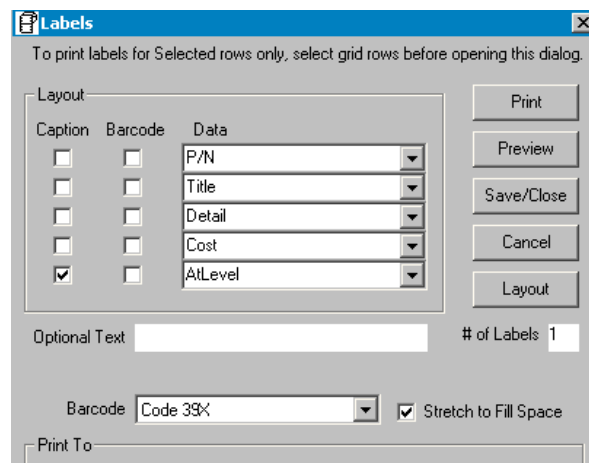 Labels
To print labels for Selected rows only, select grid rows before opening this dialog.
Layout
Caption Barcode Data
P/N
Title
Detail
Cost
AtLevel
Print
Preview
Save/Close
Cancel
Layout
Optional Text
# of Labels 1
Barcode Code 39X
Stretch to Fill Space
Print To